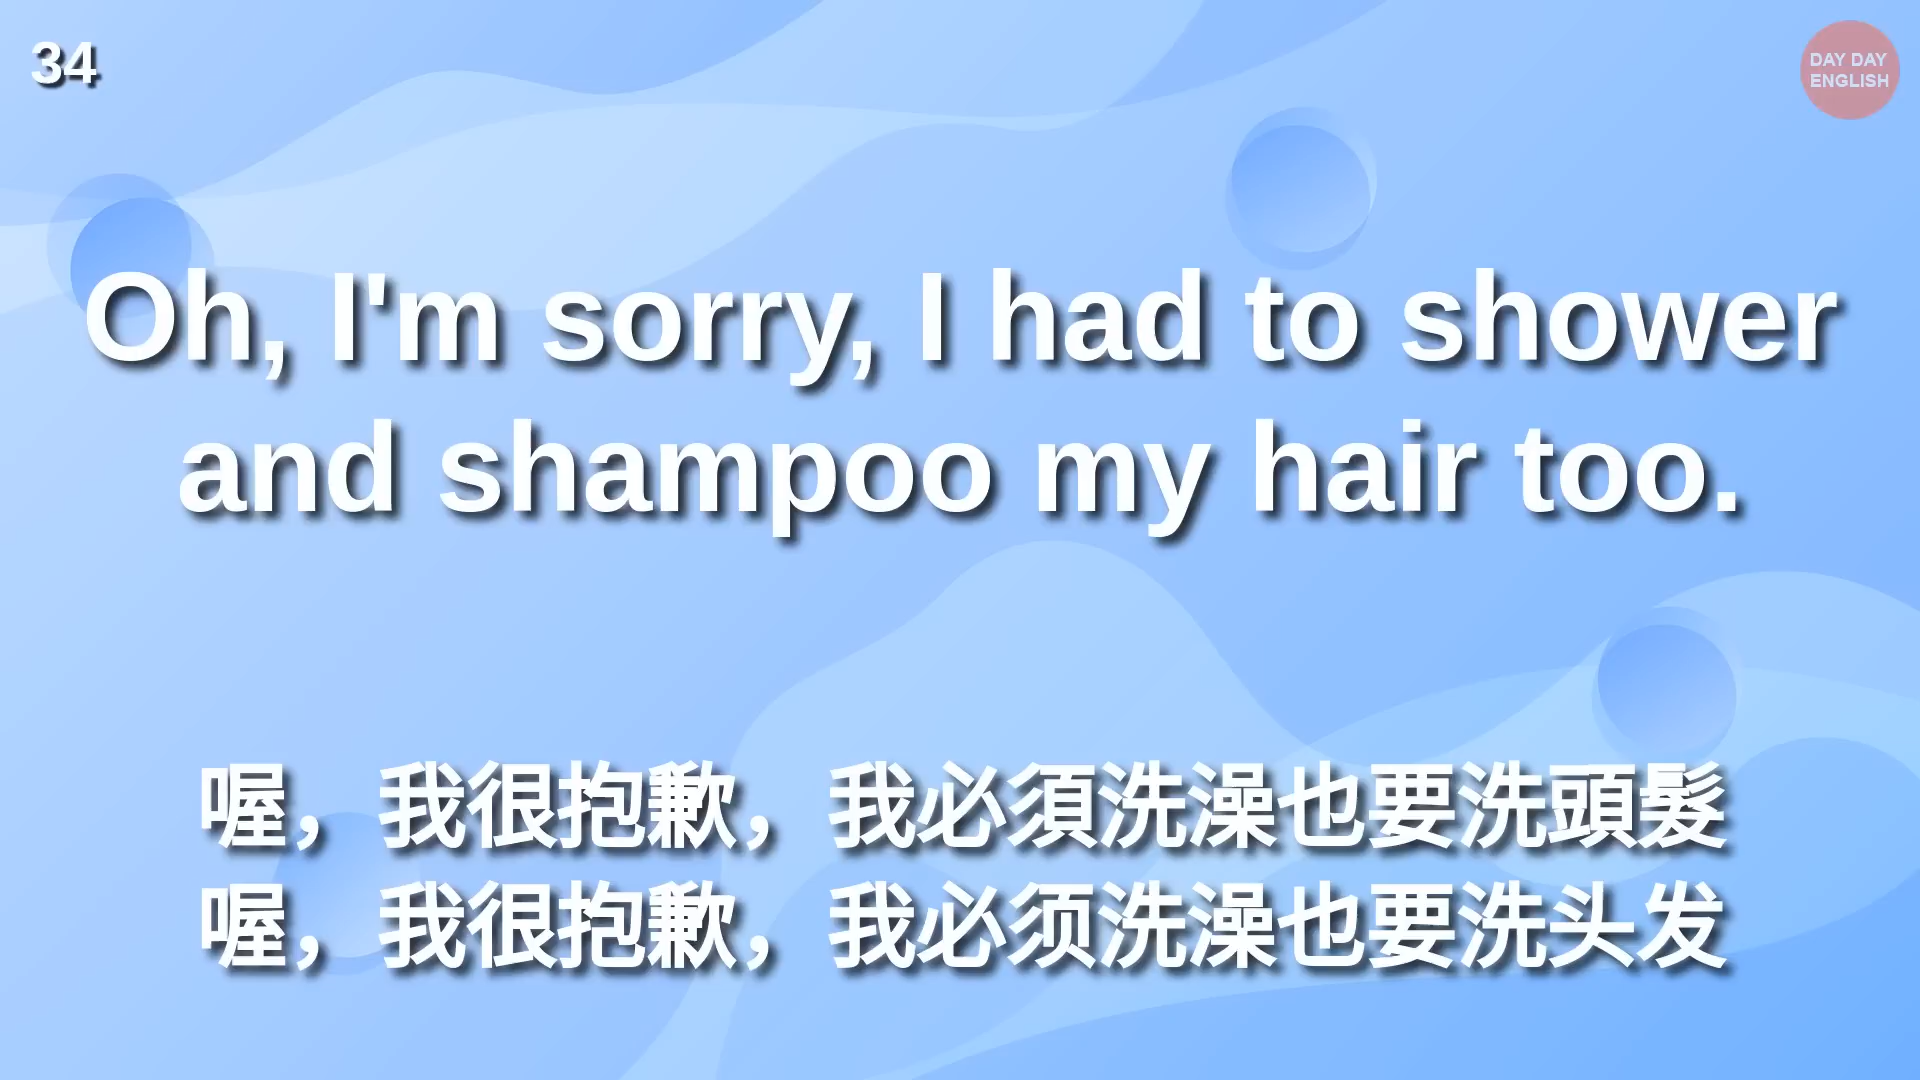 34
DAY DAY
ENGLISH
Oh, I'm sorry, I had to shower
and shampoo my hair too.
喔，我很抱歉，我必須洗澡也要洗頭髮
喔，我很抱歉，我必须洗澡也要洗头发